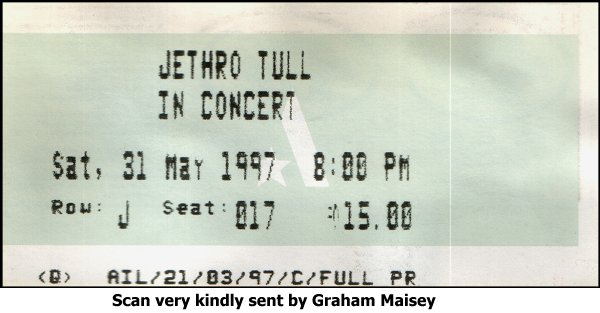 JETHRO TULL
IN CONCERT
Sat, 31 May 1997 8:00 PM
Row: J Seat: 017 15.00
AIL/21/03/97/C/FULL PR
Scan very kindly sent by Graham Maisey